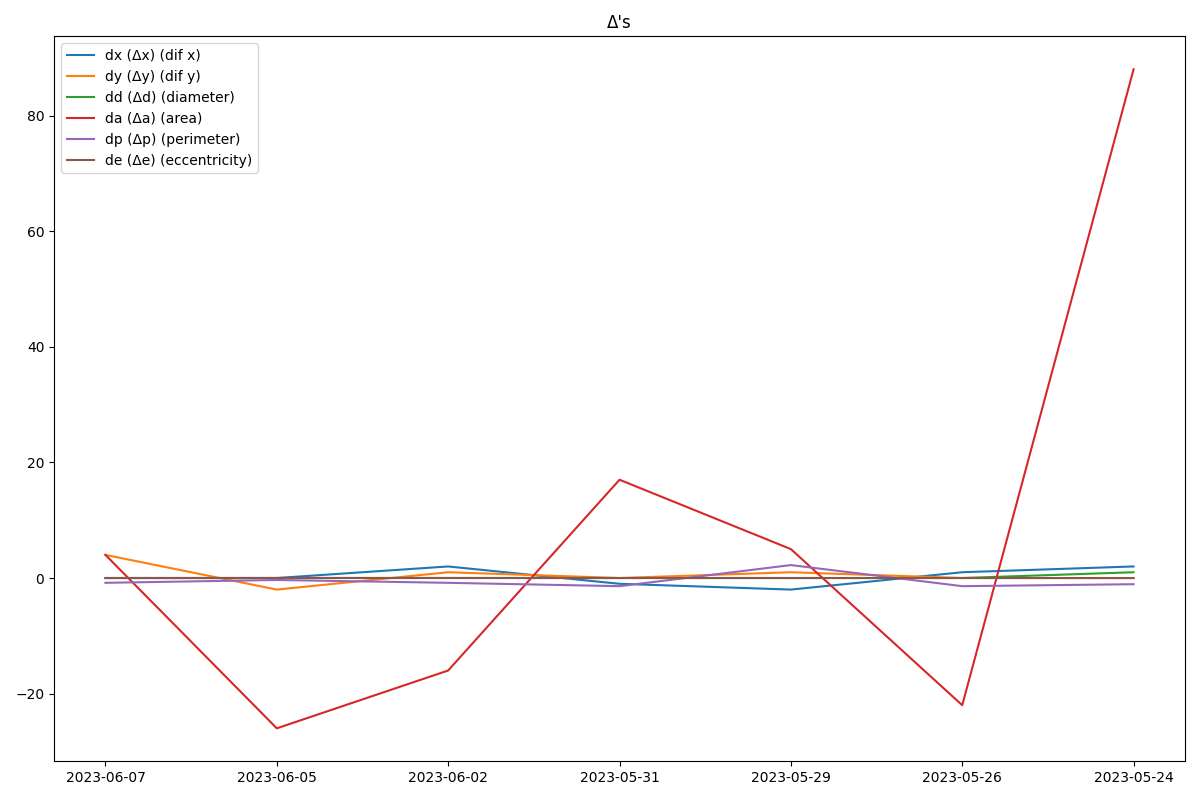 Δ's
dx (Δx) (dif x)
dy (Δy) (dif y)
dd (Δd) (diameter)
da (Δa) (area)
dp (Δp) (perimeter)
de (Δe) (eccentricity)
80
60
40
20
0
−20
2023-06-07 2023-06-05 2023-06-02 2023-05-31 2023-05-29 2023-05-26 2023-05-24